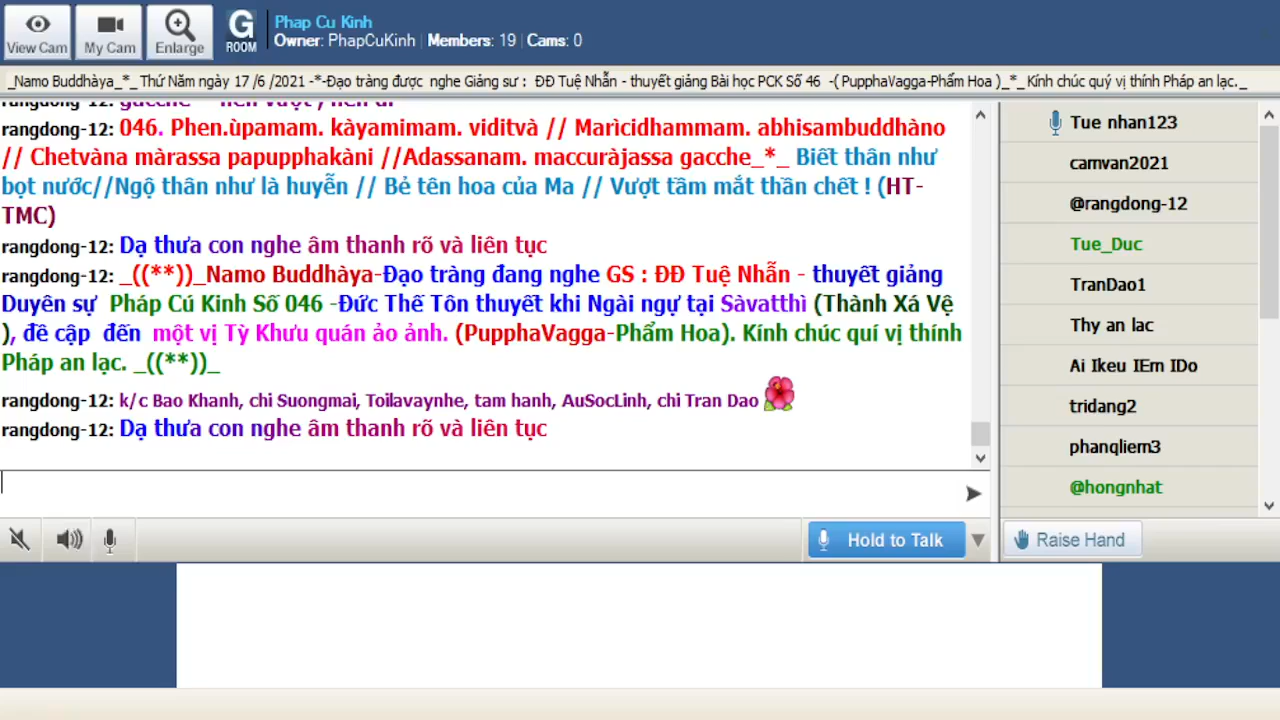 View Cam
My Cam
Enlarge
G
ROOM
Phap Cu Kinh
Owner: PhapCuKinh | Members: 19 | Cams: 0
_Namo Buddhàya_*_ Thứ Năm ngày 17 /6 /2021 -*-Đạo tràng được nghe Giảng sư : ĐĐ Tuệ Nhẫn - thuyết giảng Bài học PCK Số 46 -( PupphaVagga-Phẩm Hoa )_*_ Kính chúc quý vị thính Pháp an lạc._
rangdong-12: gacche nên vượt , nên đi
rangdong-12: 046. Phen.ùpamam. kàyamimam. viditvà // Marìcidhammam. abhisambuddhàno
// Chetvàna màrassa papupphakàni //Adassanam. maccuràjassa gacche_*_ Biết thân như
bọt nước//Ngộ thân như là huyễn // Bẻ tên hoa của Ma // Vượt tầm mắt thần chết ! (HT-
TMC)
rangdong-12: Dạ thưa con nghe âm thanh rõ và liên tục
rangdong-12: _((**))_Namo Buddhàya-Đạo tràng đang nghe GS : ĐĐ Tuệ Nhẫn - thuyết giảng
Duyên sự Pháp Cú Kinh Số 046 -Đức Thế Tôn thuyết khi Ngài ngự tại Sàvatthì (Thành Xá Vệ
), đề cập đến một vị Tỳ Khưu quán ảo ảnh. (PupphaVagga-Phẩm Hoa). Kính chúc quí vị thính
Pháp an lạc. _((**))_
rangdong-12: k/c Bao Khanh, chi Suongmai, Toilavaynhe, tam hanh, AuSocLinh, chi Tran Dao
rangdong-12: Dạ thưa con nghe âm thanh rõ và liên tục
Tue nhan123
camvan2021
@rangdong-12
Tue_Duc
TranDao1
Thy an lac
Ai Ikeu IEm IDo
tridang2
phanqliem3
@hongnhat
Hold to Talk
Raise Hand